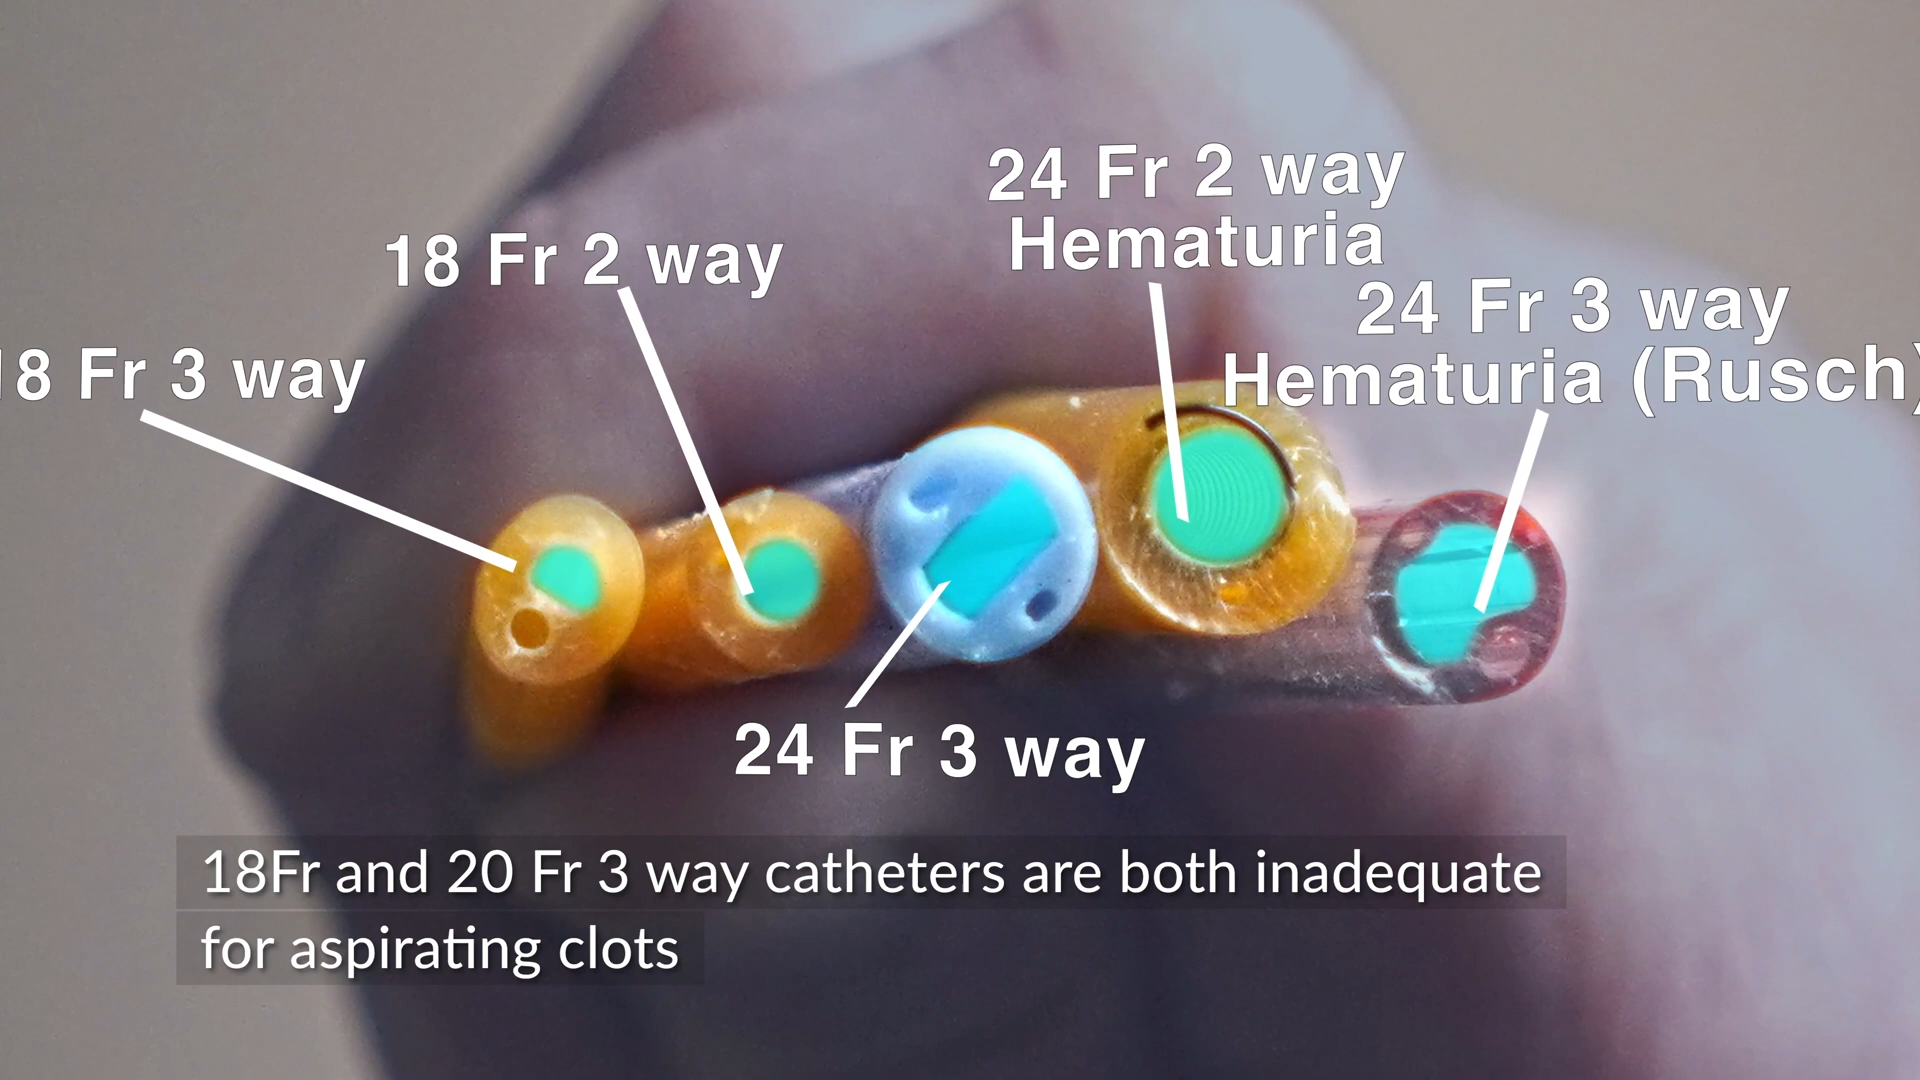 24 Fr 2 way
Hematuria
18 Fr 2 way
24 Fr 3 way
Hematuria (Rusch)
18 Fr 3 way
24 Fr 3 way
18Fr and 20 Fr 3 way catheters are both inadequate
for aspirating clots